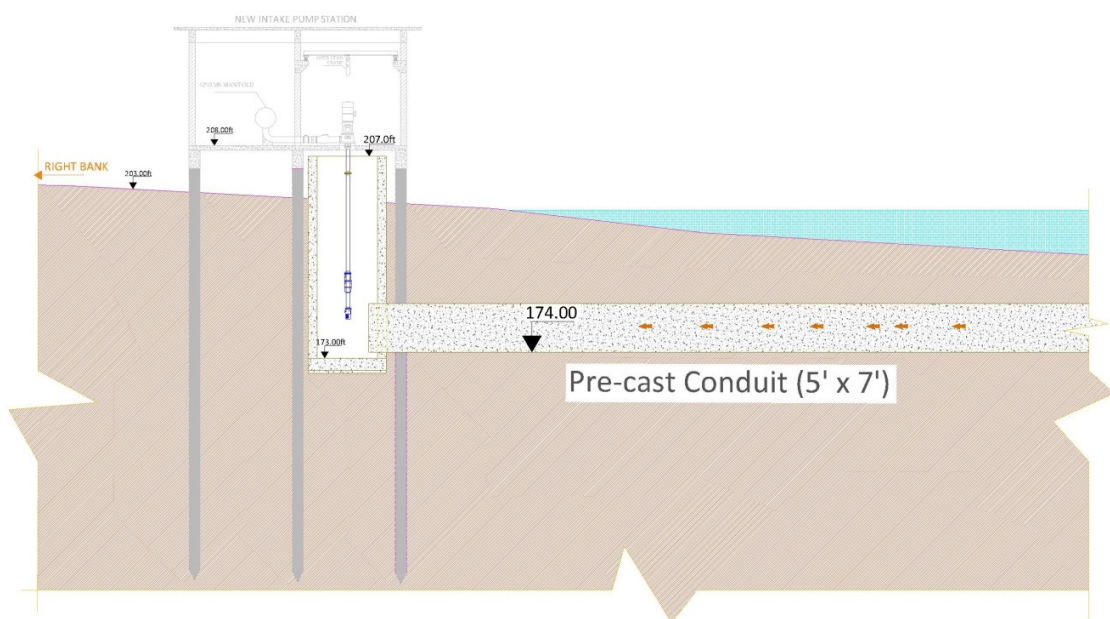 NEW INTAKE PUMP STATION
208.00ft
207.0ft
RIGHT BANK
203.00ft
174.00
173.00ft
Pre-cast Conduit (5' x 7')